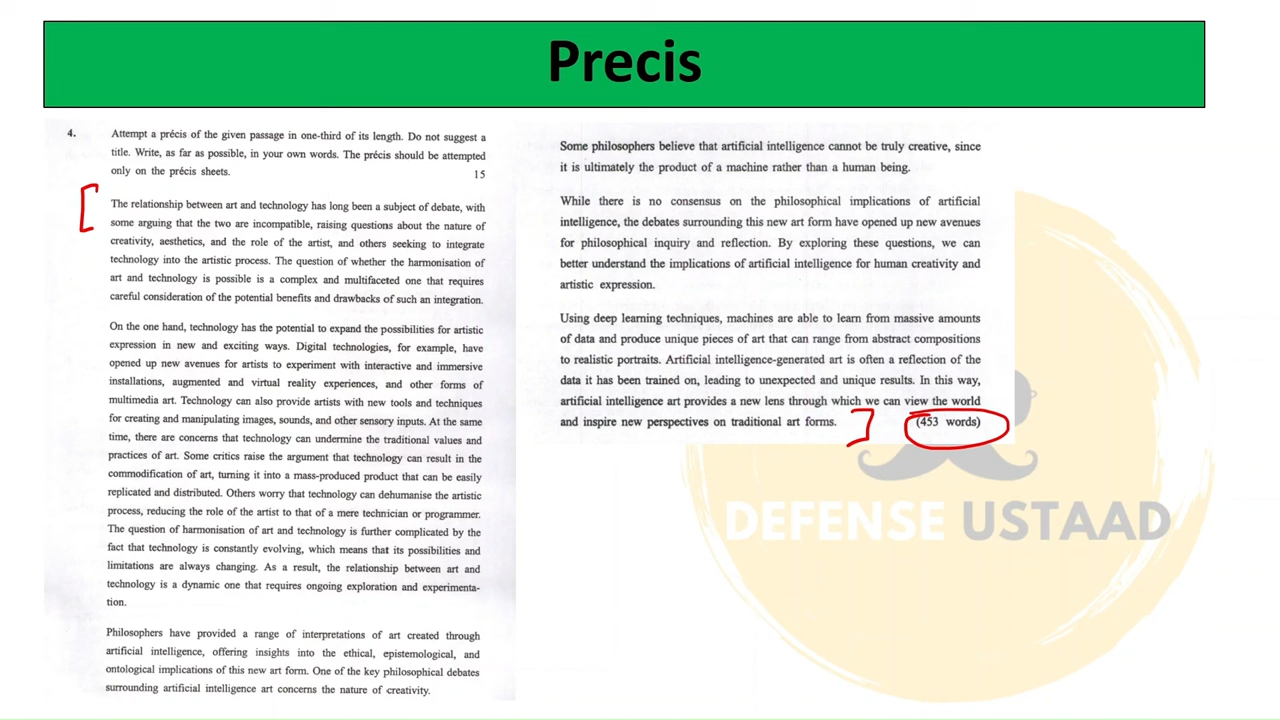 Precis
4. Attempt a précis of the given passage in one-third of its length. Do not suggest a
title. Write, as far as possible, in your own words. The précis should be attempted
only on the précis sheets. 15
The relationship between art and technology has long been a subject of debate, with
some arguing that the two are incompatible, raising questions about the nature of
creativity, aesthetics, and the role of the artist, and others seeking to integrate
technology into the artistic process. The question of whether the harmonisation of
art and technology is possible is a complex and multifaceted one that requires
careful consideration of the potential benefits and drawbacks of such an integration.
On the one hand, technology has the potential to expand the possibilities for artistic
expression in new and exciting ways. Digital technologies, for example, have
opened up new avenues for artists to experiment with interactive and immersive
installations, augmented and virtual reality experiences, and other forms of
multimedia art. Technology can also provide artists with new tools and techniques
for creating and manipulating images, sounds, and other sensory inputs. At the same
time, there are concerns that technology can undermine the traditional values and
practices of art. Some critics raise the argument that technology can result in the
commodification of art, turning it into a mass-produced product that can be easily
replicated and distributed. Others worry that technology can dehumanise the artistic
process, reducing the role of the artist to that of a mere technician or programmer.
The question of harmonisation of art and technology is further complicated by the
fact that technology is constantly evolving, which means that its possibilities and
limitations are always changing. As a result, the relationship between art and
technology is a dynamic one that requires ongoing exploration and experimenta-
tion.
Philosophers have provided a range of interpretations of art created through
artificial intelligence, offering insights into the ethical, epistemological, and
ontological implications of this new art form. One of the key philosophical debates
surrounding artificial intelligence art concerns the nature of creativity.
Some philosophers believe that artificial intelligence cannot be truly creative, since
it is ultimately the product of a machine rather than a human being.
While there is no consensus on the philosophical implications of artificial
intelligence, the debates surrounding this new art form have opened up new avenues
for philosophical inquiry and reflection. By exploring these questions, we can
better understand the implications of artificial intelligence for human creativity and
artistic expression.
Using deep learning techniques, machines are able to learn from massive amounts
of data and produce unique pieces of art that can range from abstract compositions
to realistic portraits. Artificial intelligence-generated art is often a reflection of the
data it has been trained on, leading to unexpected and unique results. In this way,
artificial intelligence art provides a new lens through which we can view the world
and inspire new perspectives on traditional art forms. (453 words)
DEFENSE USTAAD